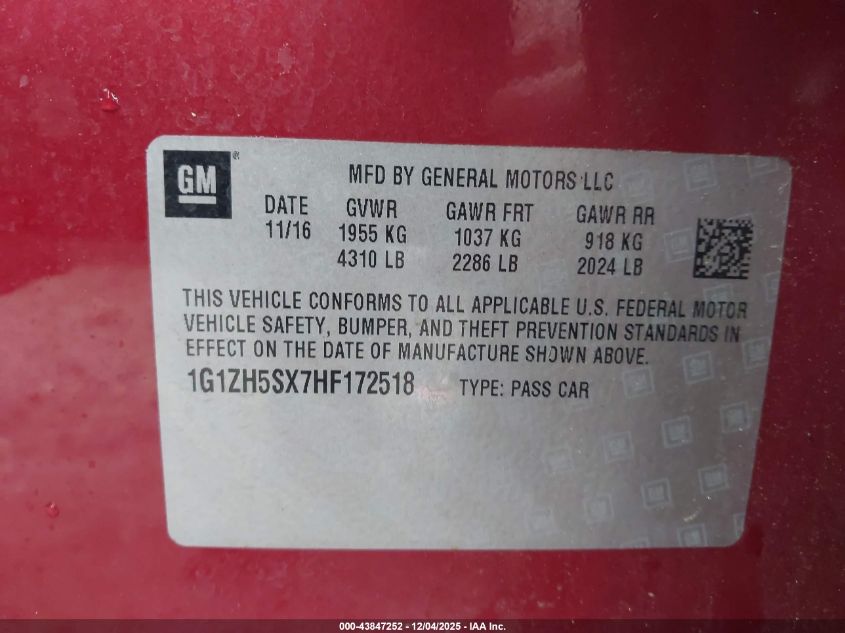 GM®
MFD BY GENERAL MOTORS LLC
DATE GVWR GAWR FRT GAWR RR
11/16 1955 KG 1037 KG 918 KG
4310 LB 2286 LB 2024 LB
THIS VEHICLE CONFORMS TO ALL APPLICABLE U.S. FEDERAL MOTOR
VEHICLE SAFETY, BUMPER, AND THEFT PREVENTION STANDARDS IN
EFFECT ON THE DATE OF MANUFACTURE SHOWN ABOVE.
1G1ZH5SX7HF172518 TYPE: PASS CAR
000-43847252 - 12/04/2025 - IAA Inc.